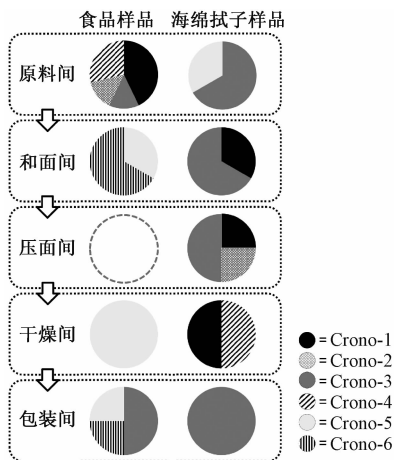 食品样品 海绵拭子样品
原料间
和面间
压面间
干燥间
包装间
= Crono-1
= Crono-2
= Crono-3
= Crono-4
= Crono-5
= Crono-6